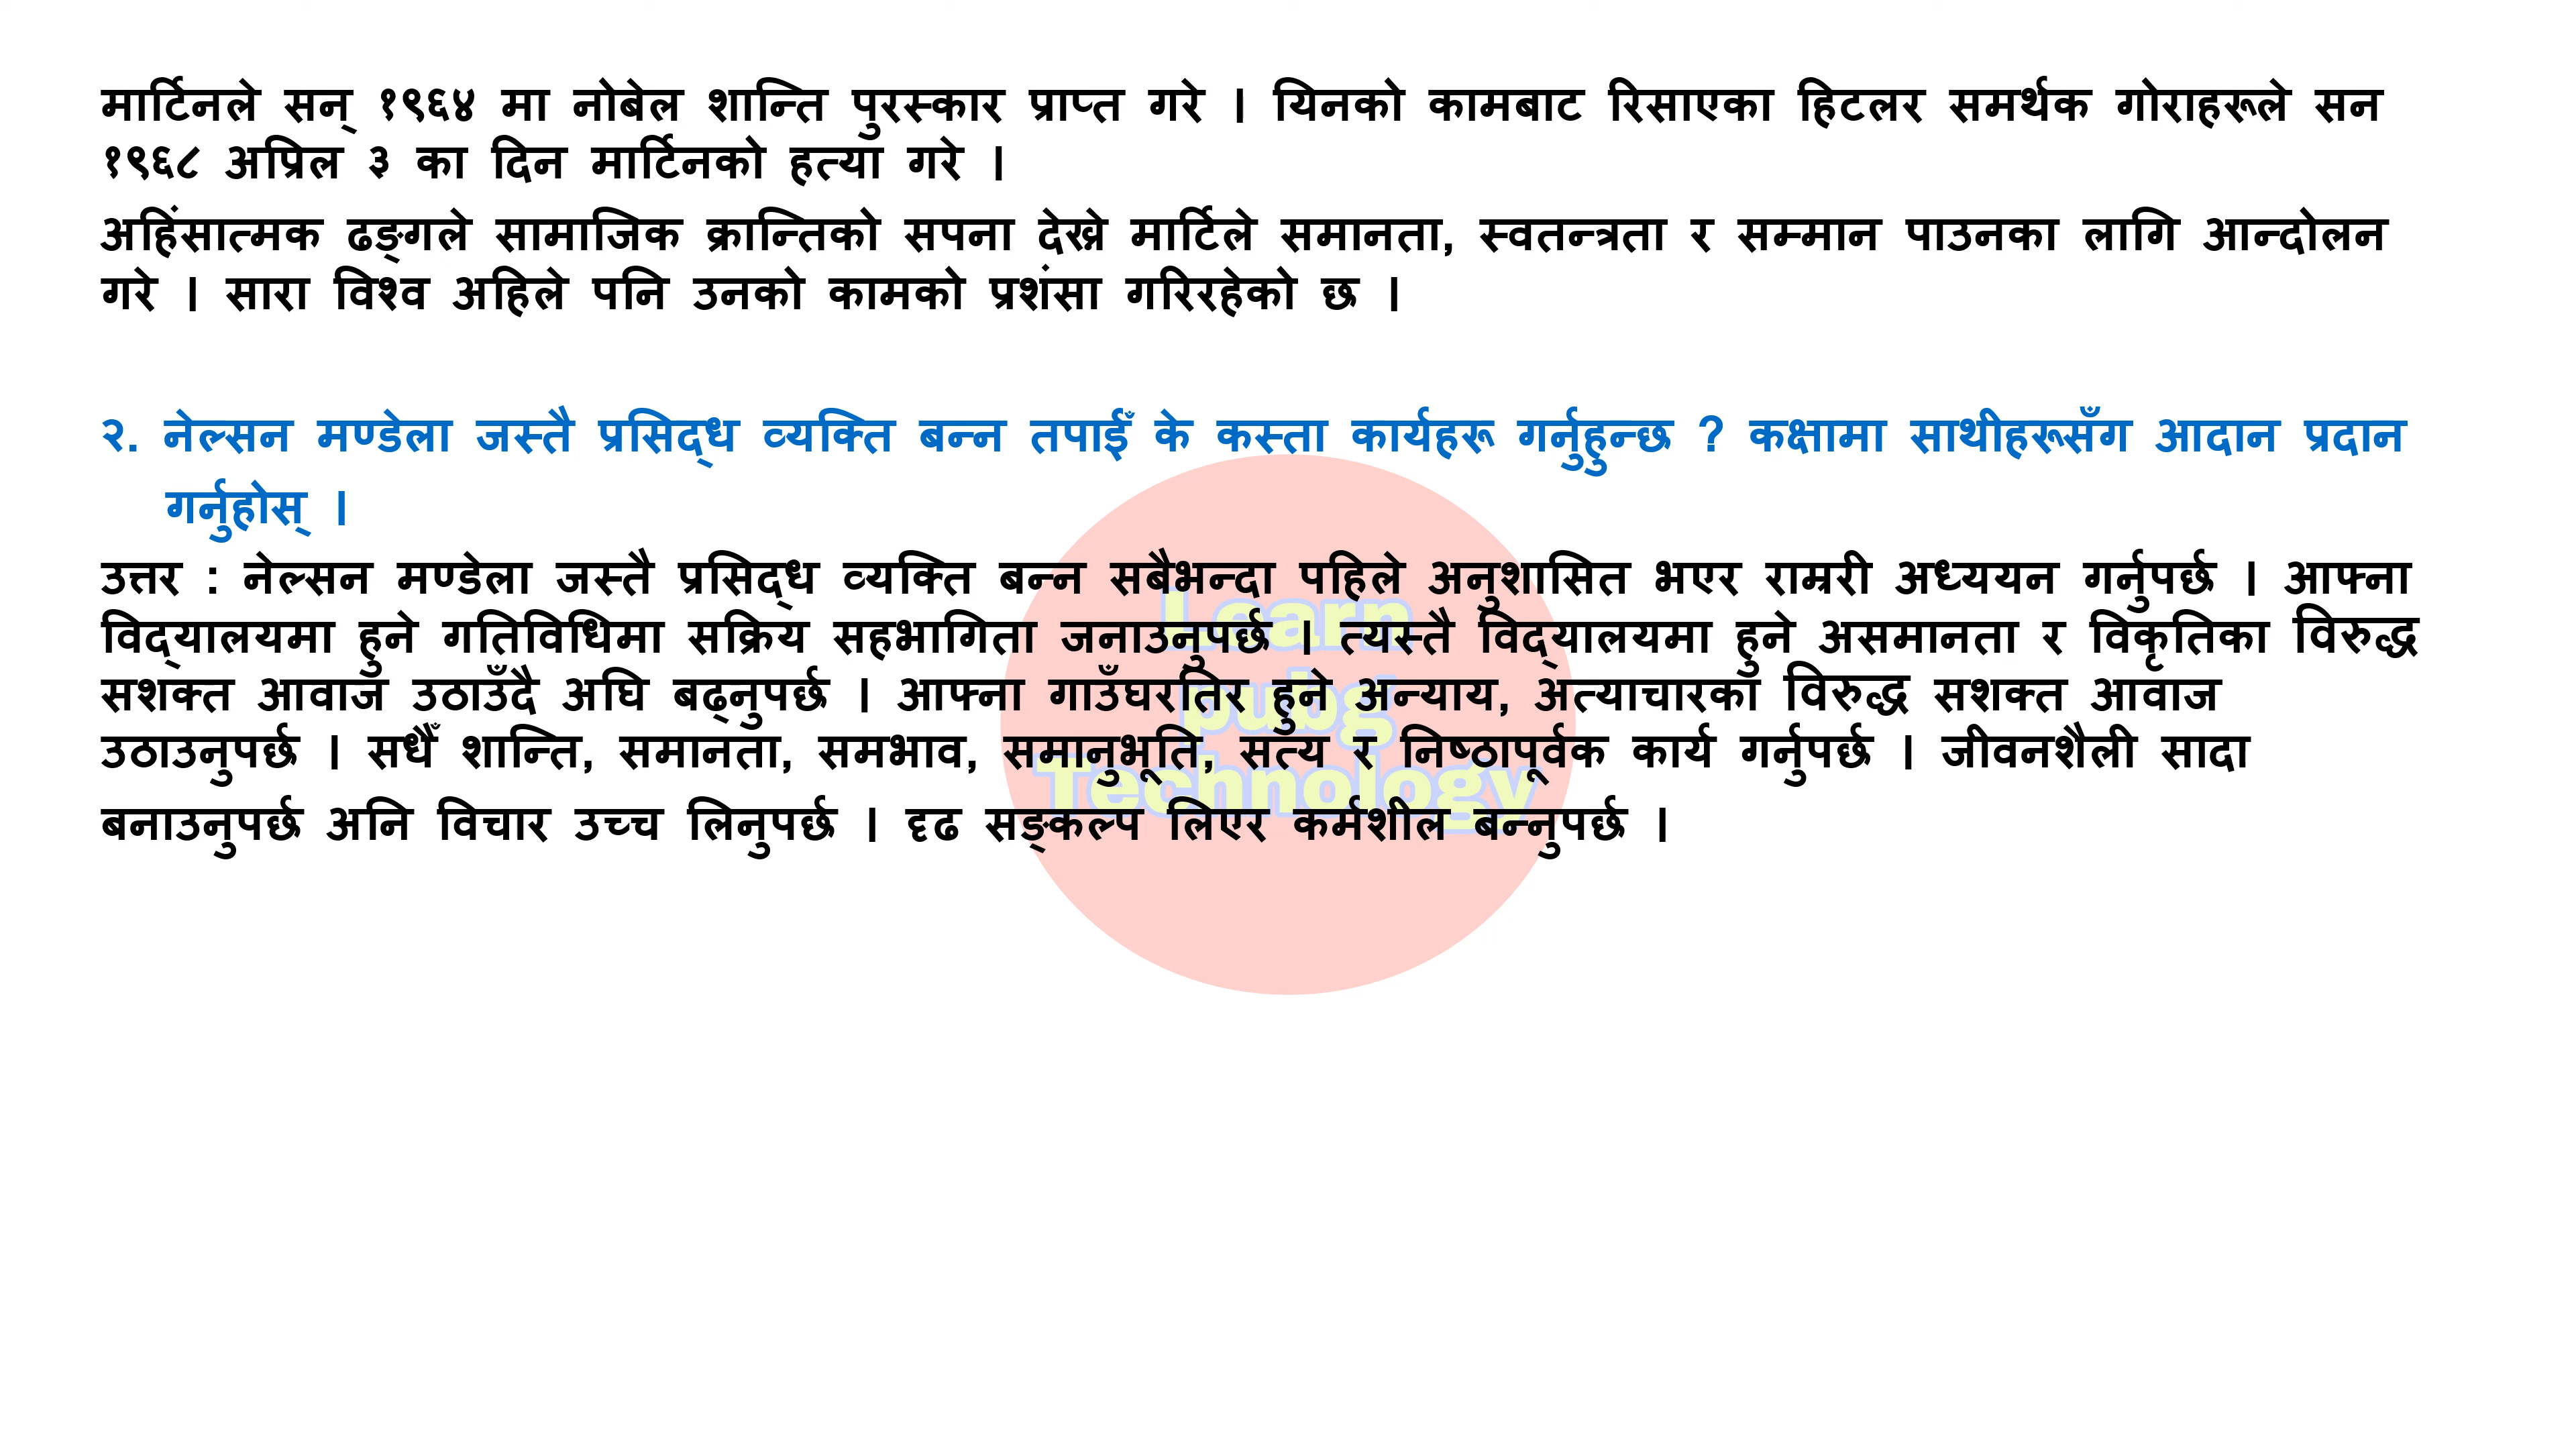 मार्टिनले सन् १९६४ मा नोबेल शान्ति पुरस्कार प्राप्त गरे । यिनको कामबाट रिसाएका हिटलर समर्थक गोराहरूले सन
१९६८ अप्रिल ३ का दिन मार्टिनको हत्या गरे ।
अहिंसात्मक ढङ्गले सामाजिक क्रान्तिको सपना देख्ने मार्टिले समानता, स्वतन्त्रता र सम्मान पाउनका लागि आन्दोलन
गरे । सारा विश्व अहिले पनि उनको कामको प्रशंसा गरिरहेको छ ।
२. नेल्सन मण्डेला जस्तै प्रसिद्ध व्यक्ति बन्न तपाईँ के कस्ता कार्यहरू गर्नुहुन्छ ? कक्षामा साथीहरूसँग आदान प्रदान
गर्नुहोस् ।
उत्तर : नेल्सन मण्डेला जस्तै प्रसिद्ध व्यक्ति बन्न सबैभन्दा पहिले अनुशासित भएर राम्ररी अध्ययन गर्नुपर्छ । आफ्ना
विद्यालयमा हुने गतिविधिमा सक्रिय सहभागिता जनाउनुपर्छ । त्यस्तै विद्यालयमा हुने असमानता र विकृतिका विरुद्ध
सशक्त आवाज उठाउँदै अघि बढ्नुपर्छ । आफ्ना गाउँघरतिर हुने अन्याय, अत्याचारका विरुद्ध सशक्त आवाज
उठाउनुपर्छ । सधैँ शान्ति, समानता, समभाव, समानुभूति, सत्य र निष्ठापूर्वक कार्य गर्नुपर्छ । जीवनशैली सादा
बनाउनुपर्छ अनि विचार उच्च लिनुपर्छ । दृढ सङ्कल्प लिएर कर्मशील बन्नुपर्छ ।
Learn
pubg
Technology